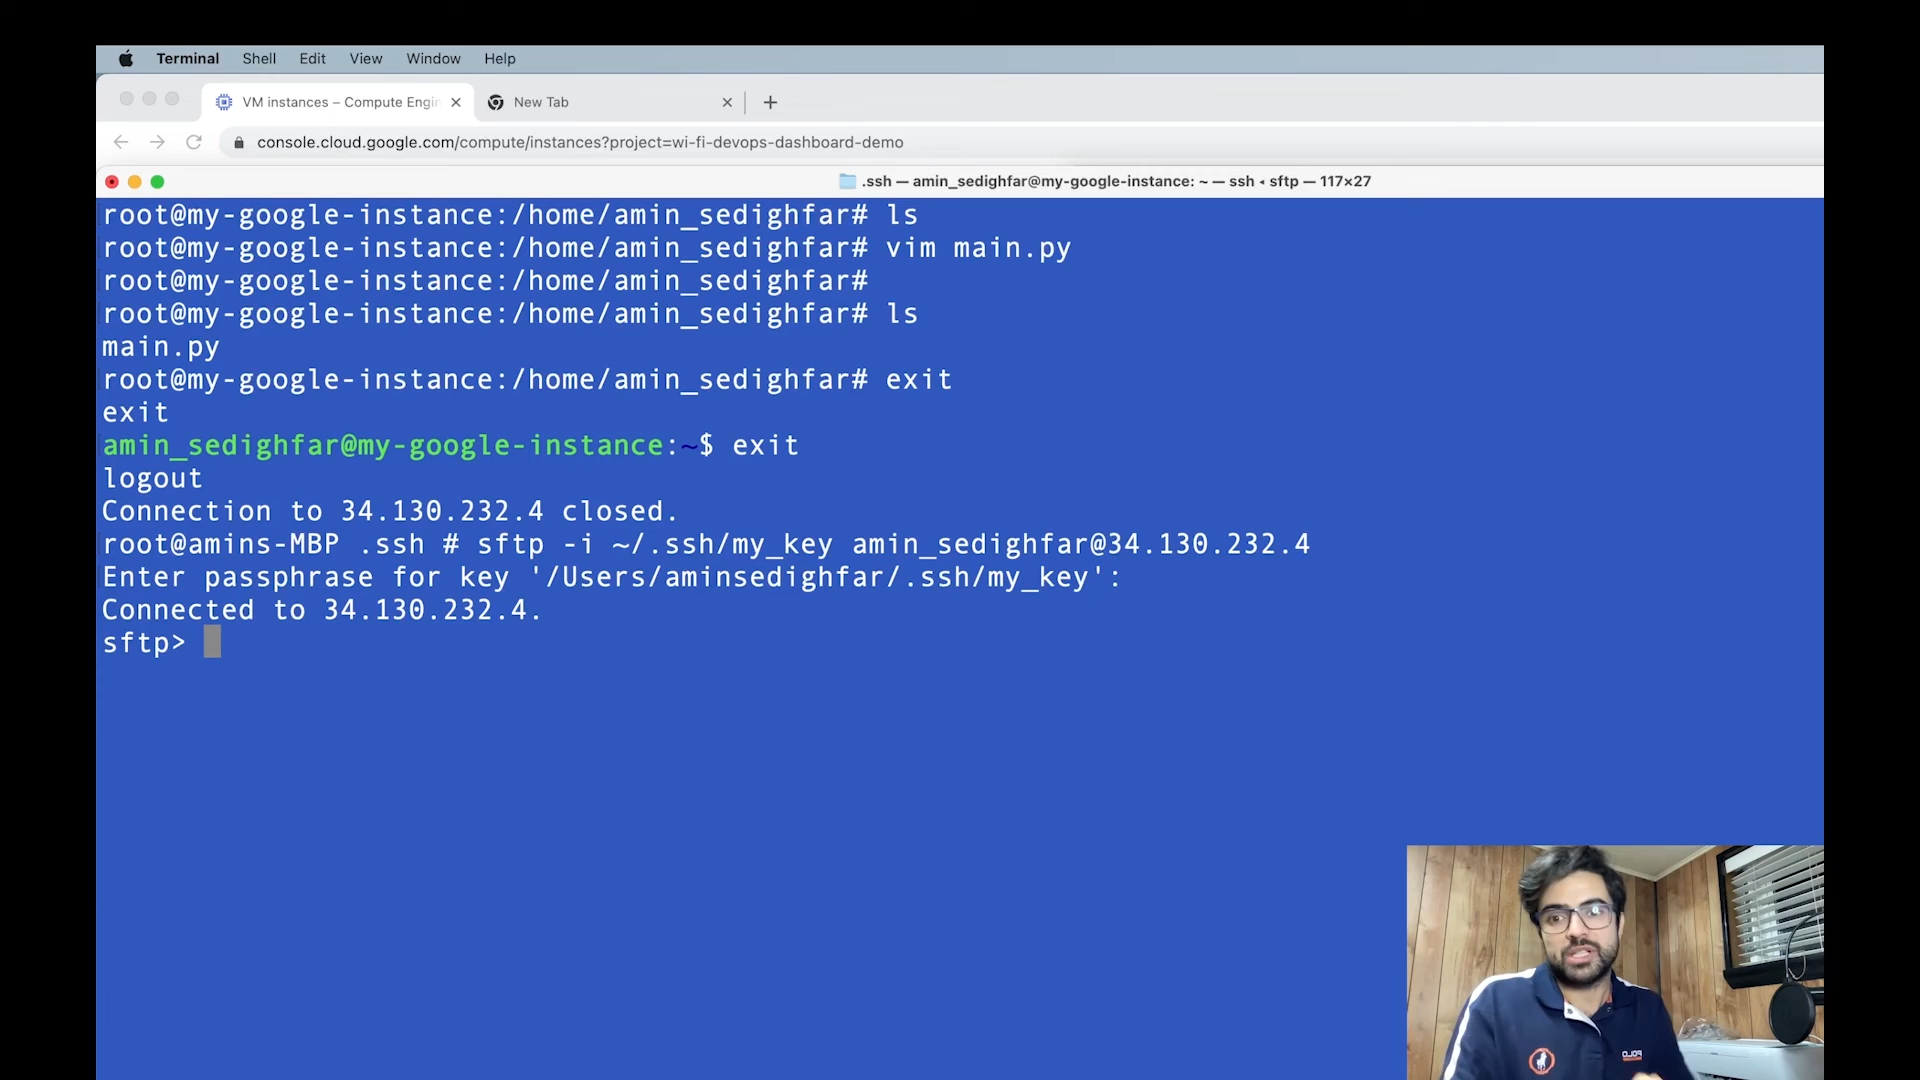 Terminal Shell Edit View Window Help
VM instances – Compute Engin
New Tab
console.cloud.google.com/compute/instances?project=wi-fi-devops-dashboard-demo
.ssh — amin_sedighfar@my-google-instance: ~ — ssh ◂ sftp — 117×27
root@my-google-instance:/home/amin_sedighfar# ls
root@my-google-instance:/home/amin_sedighfar# vim main.py
root@my-google-instance:/home/amin_sedighfar#
root@my-google-instance:/home/amin_sedighfar# ls
main.py
root@my-google-instance:/home/amin_sedighfar# exit
exit
amin_sedighfar@my-google-instance:~$ exit
logout
Connection to 34.130.232.4 closed.
root@amins-MBP .ssh # sftp -i ~/.ssh/my_key amin_sedighfar@34.130.232.4
Enter passphrase for key '/Users/aminsedighfar/.ssh/my_key':
Connected to 34.130.232.4.
sftp>
POLO